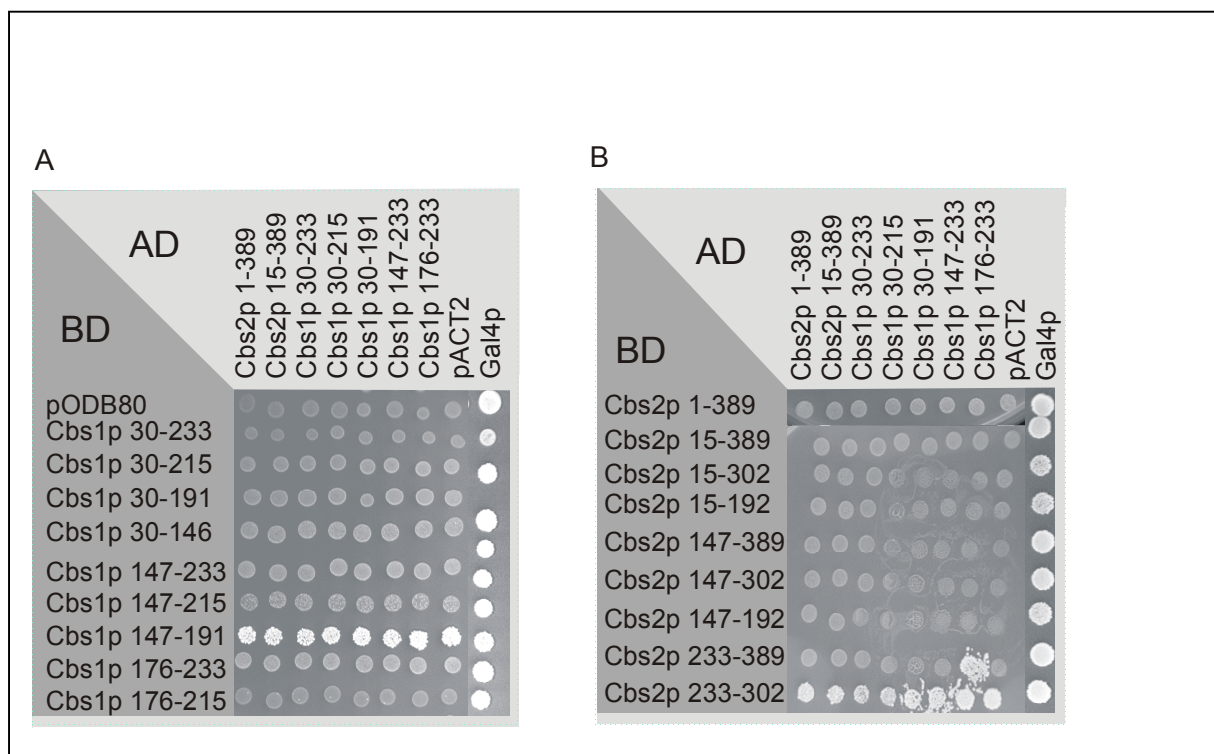 A
AD
BD
Cbs2p 1-389
Cbs2p 15-389
Cbs1p 30-233
Cbs1p 30-215
Cbs1p 30-191
Cbs1p 147-233
Cbs1p 176-233
pACT2
Gal4p
pODB80
Cbs1p 30-233
Cbs1p 30-215
Cbs1p 30-191
Cbs1p 30-146
Cbs1p 147-233
Cbs1p 147-215
Cbs1p 147-191
Cbs1p 176-233
Cbs1p 176-215
B
AD
BD
Cbs2p 1-389
Cbs2p 15-389
Cbs1p 30-233
Cbs1p 30-215
Cbs1p 30-191
Cbs1p 147-233
Cbs1p 176-233
pACT2
Gal4p
Cbs2p 1-389
Cbs2p 15-389
Cbs2p 15-302
Cbs2p 15-192
Cbs2p 147-389
Cbs2p 147-302
Cbs2p 147-192
Cbs2p 233-389
Cbs2p 233-302